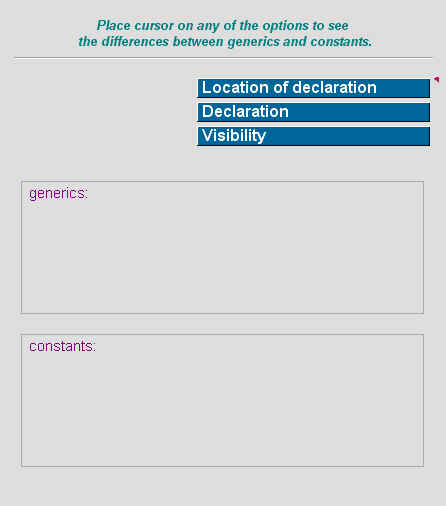 Place cursor on any of the options to see
the differences between generics and constants.
Location of declaration
Declaration
Visibility
generics:
constants: